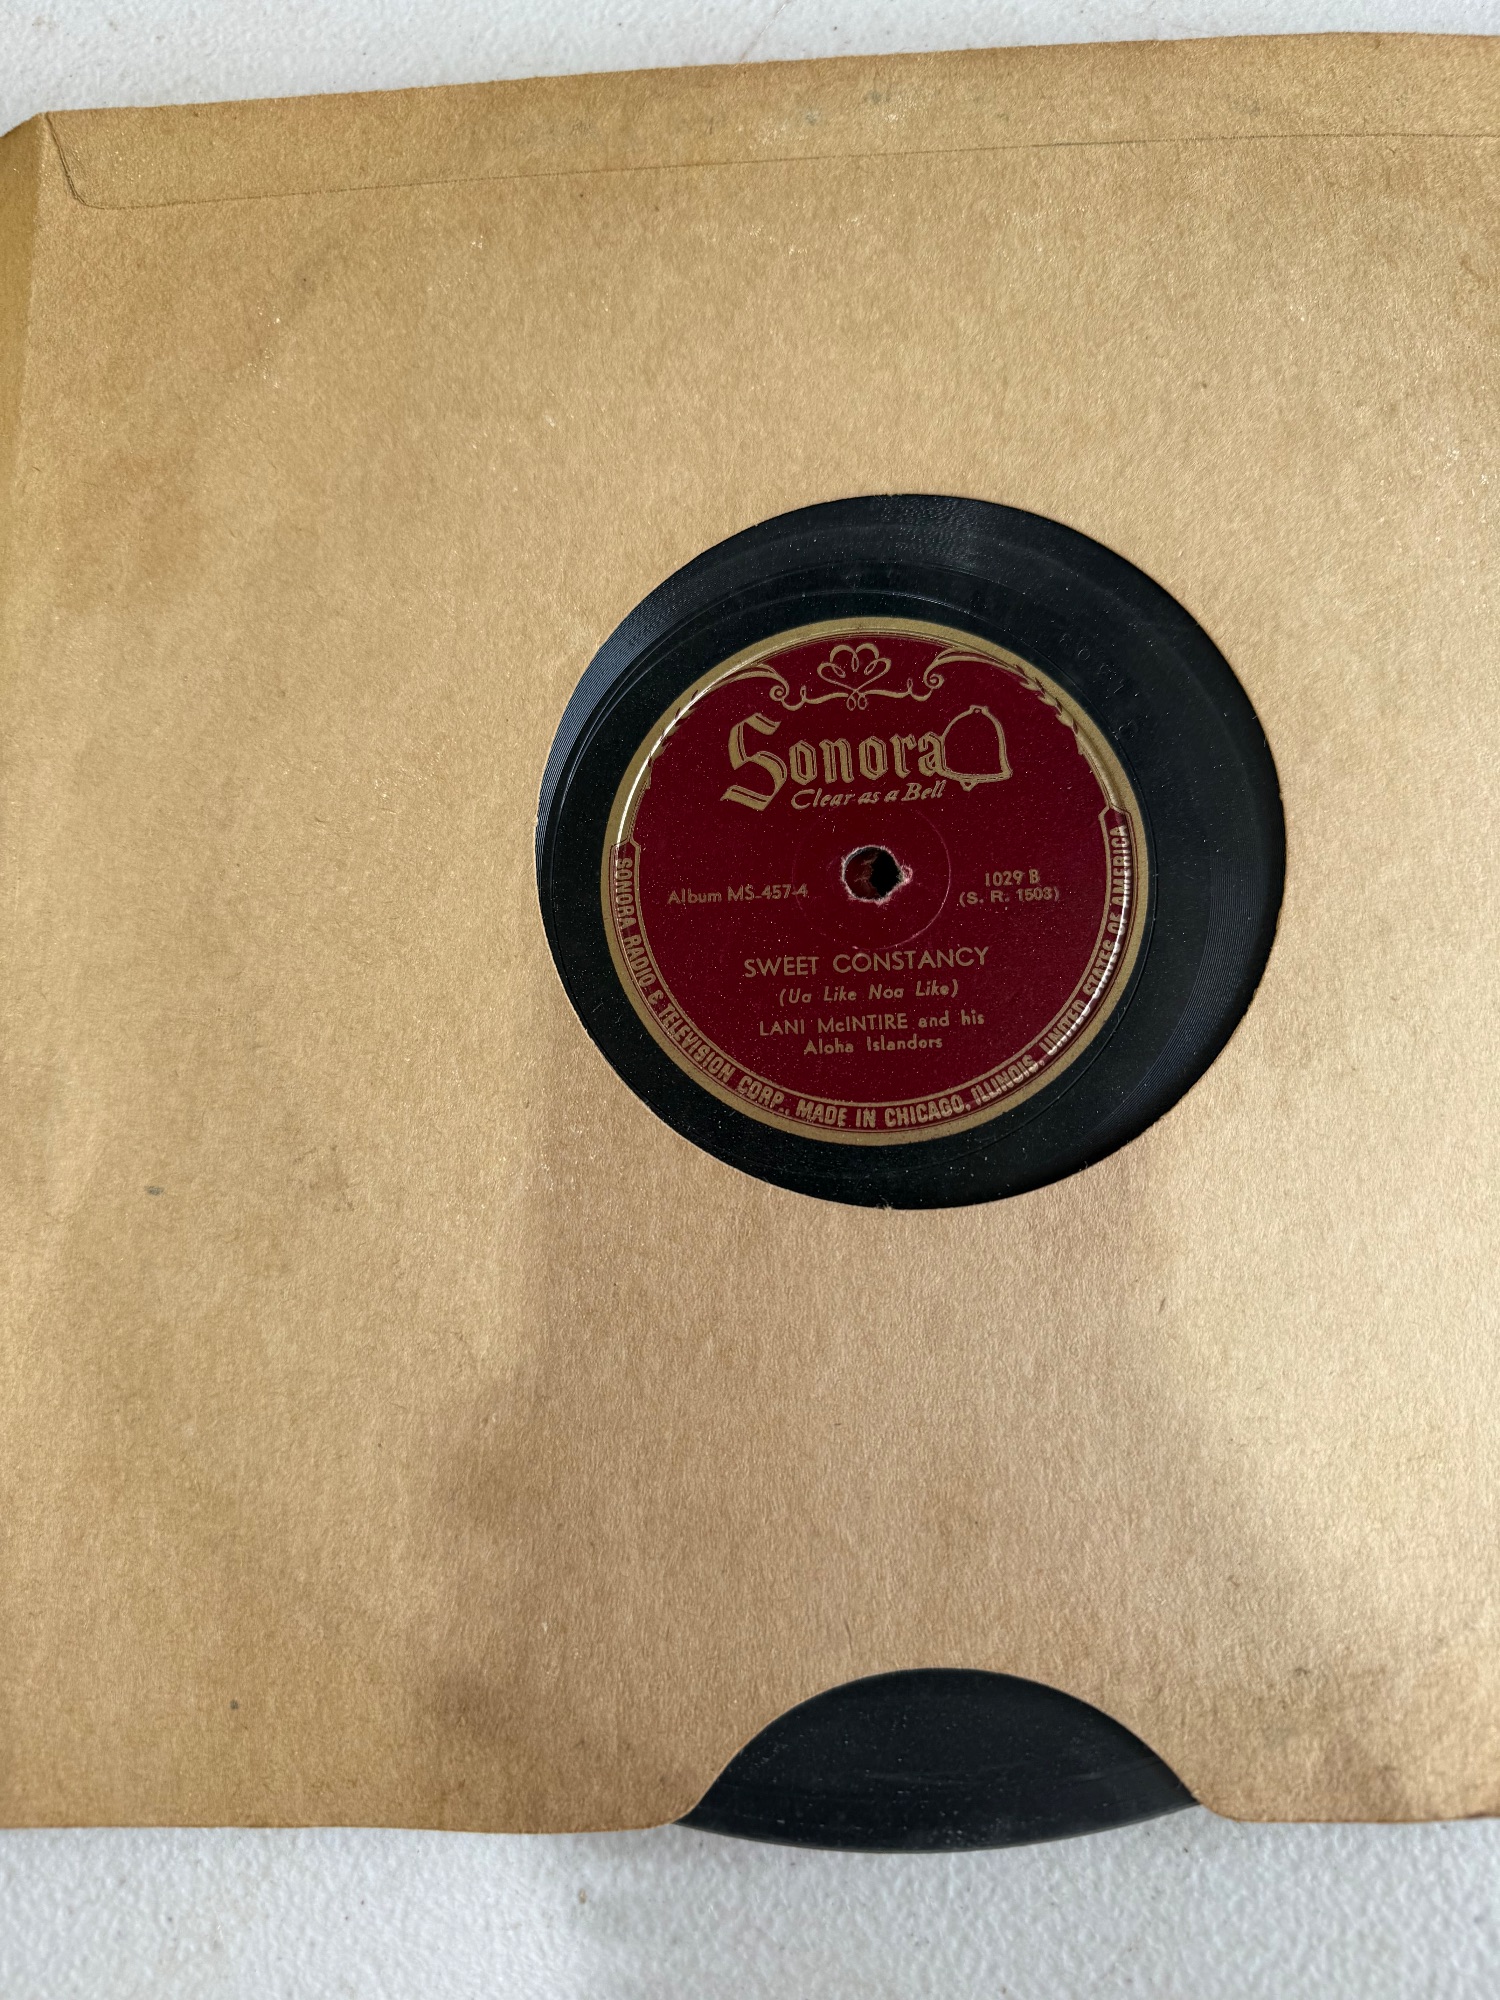 Sonora
Clear as a Bell
Album MS-457-4
1029 B
(S. R. 1503)
SWEET CONSTANCY
(Ua Like Noa Like)
LANI McINTIRE and his
Aloha Islanders
SONORA RADIO & TELEVISION CORP., MADE IN CHICAGO, ILLINOIS, UNITED STATES OF AMERICA